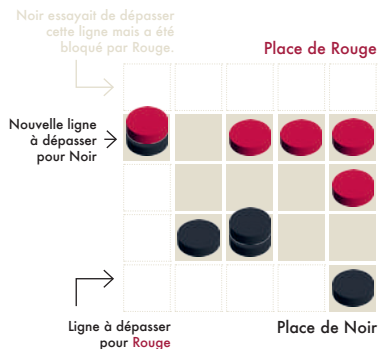 Noir essayait de dépasser
cette ligne mais a été
bloqué par Rouge.
Place de Rouge
Nouvelle ligne
à dépasser
pour Noir
Ligne à dépasser
pour Rouge
Place de Noir